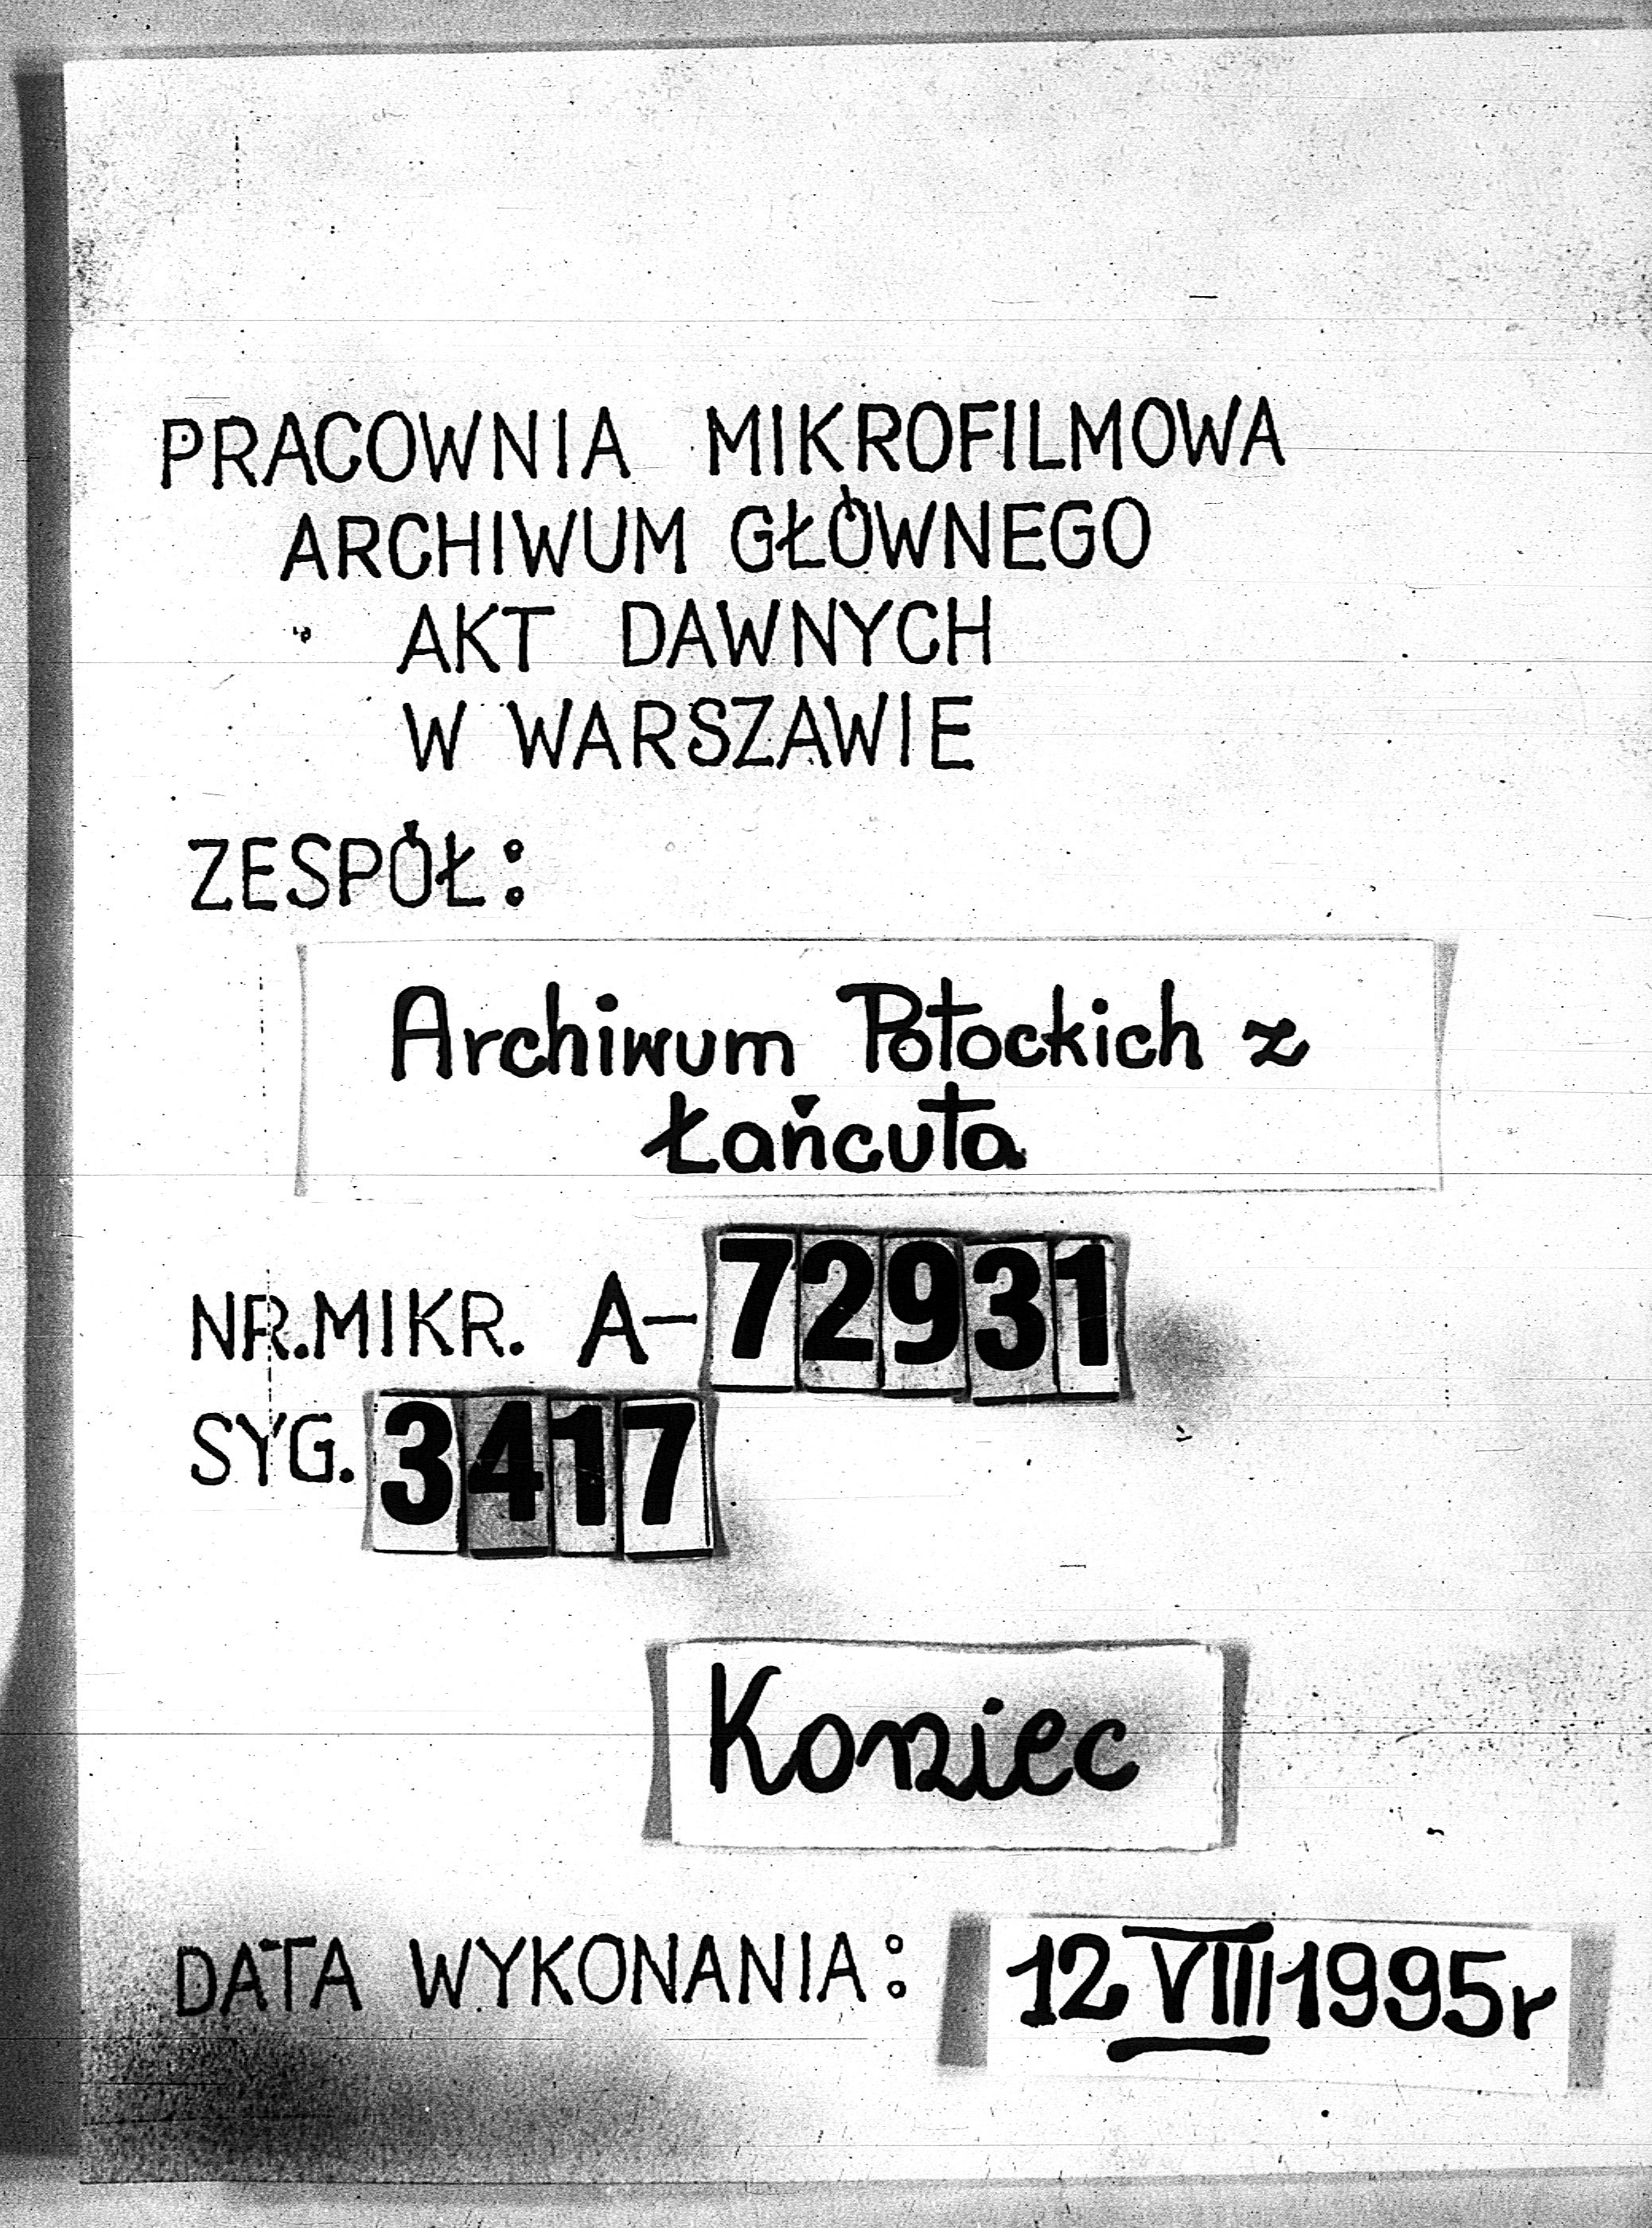 PRACOWNIA MIKROFILMOWA
ARCHIWUM GŁÓWNEGO
AKT DAWNYCH
W WARSZAWIE
ZESPÓŁ:
Archiwum Potockich z
Łańcuta
NR.MIKR. A-72931
SYG. 3417
Koniec
DATA WYKONANIA: 12 VIII 1995r